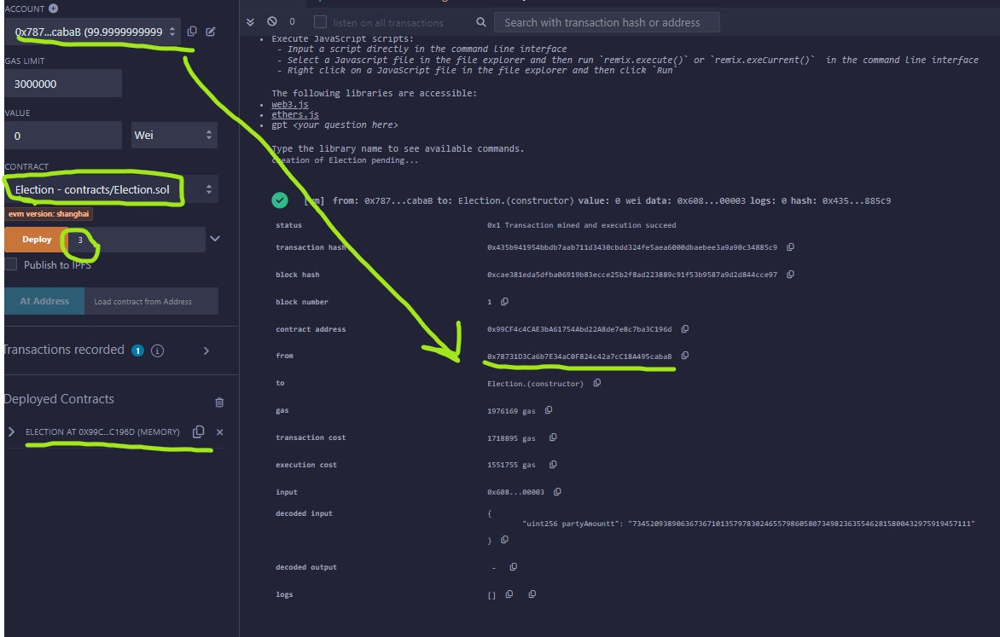 ACCOUNT
0x787...cabaB (99.9999999999
GAS LIMIT
3000000
VALUE
0
Wei
CONTRACT
Election - contracts/Election.sol
evm version: shanghai
Deploy
3
Publish to IPFS
At Address
Load contract from Address
Transactions recorded 1 i
Deployed Contracts
ELECTION AT 0X99C...C196D (MEMORY)
0
listen on all transactions
Search with transaction hash or address
• Execute JavaScript scripts:
- Input a script directly in the command line interface
- Select a Javascript file in the file explorer and then run `remix.execute()` or `remix.exeCurrent()` in the command line interface
- Right click on a JavaScript file in the file explorer and then click `Run`
The following libraries are accessible:
• web3.js
• ethers.js
• gpt <your question here>
Type the library name to see available commands.
creation of Election pending...
[vm] from: 0x787...cabaB to: Election.(constructor) value: 0 wei data: 0x608...00003 logs: 0 hash: 0x435...885c9
status 0x1 Transaction mined and execution succeed
transaction hash 0x435b941954bbdb7aab711d3430cbdd324fe5aea6000dbaebee3a9a90c34885c9
block hash 0xcae381eda5dfba06919b83ecce25b2f8ad223889c91f53b9587a9d2d844cce97
block number 1
contract address 0x99CF4c4CAE3bA61754Abd22A8de7e8c7ba3C196d
from 0x78731D3Ca6b7E34aC0F824c42a7cC18A495cabaB
to Election.(constructor)
gas 1976169 gas
transaction cost 1718895 gas
execution cost 1551755 gas
input 0x608...00003
decoded input {
"uint256 partyAmountt": "73452093890636736710135797830246557986058073498236355462815800432975919457111"
}
decoded output -
logs []